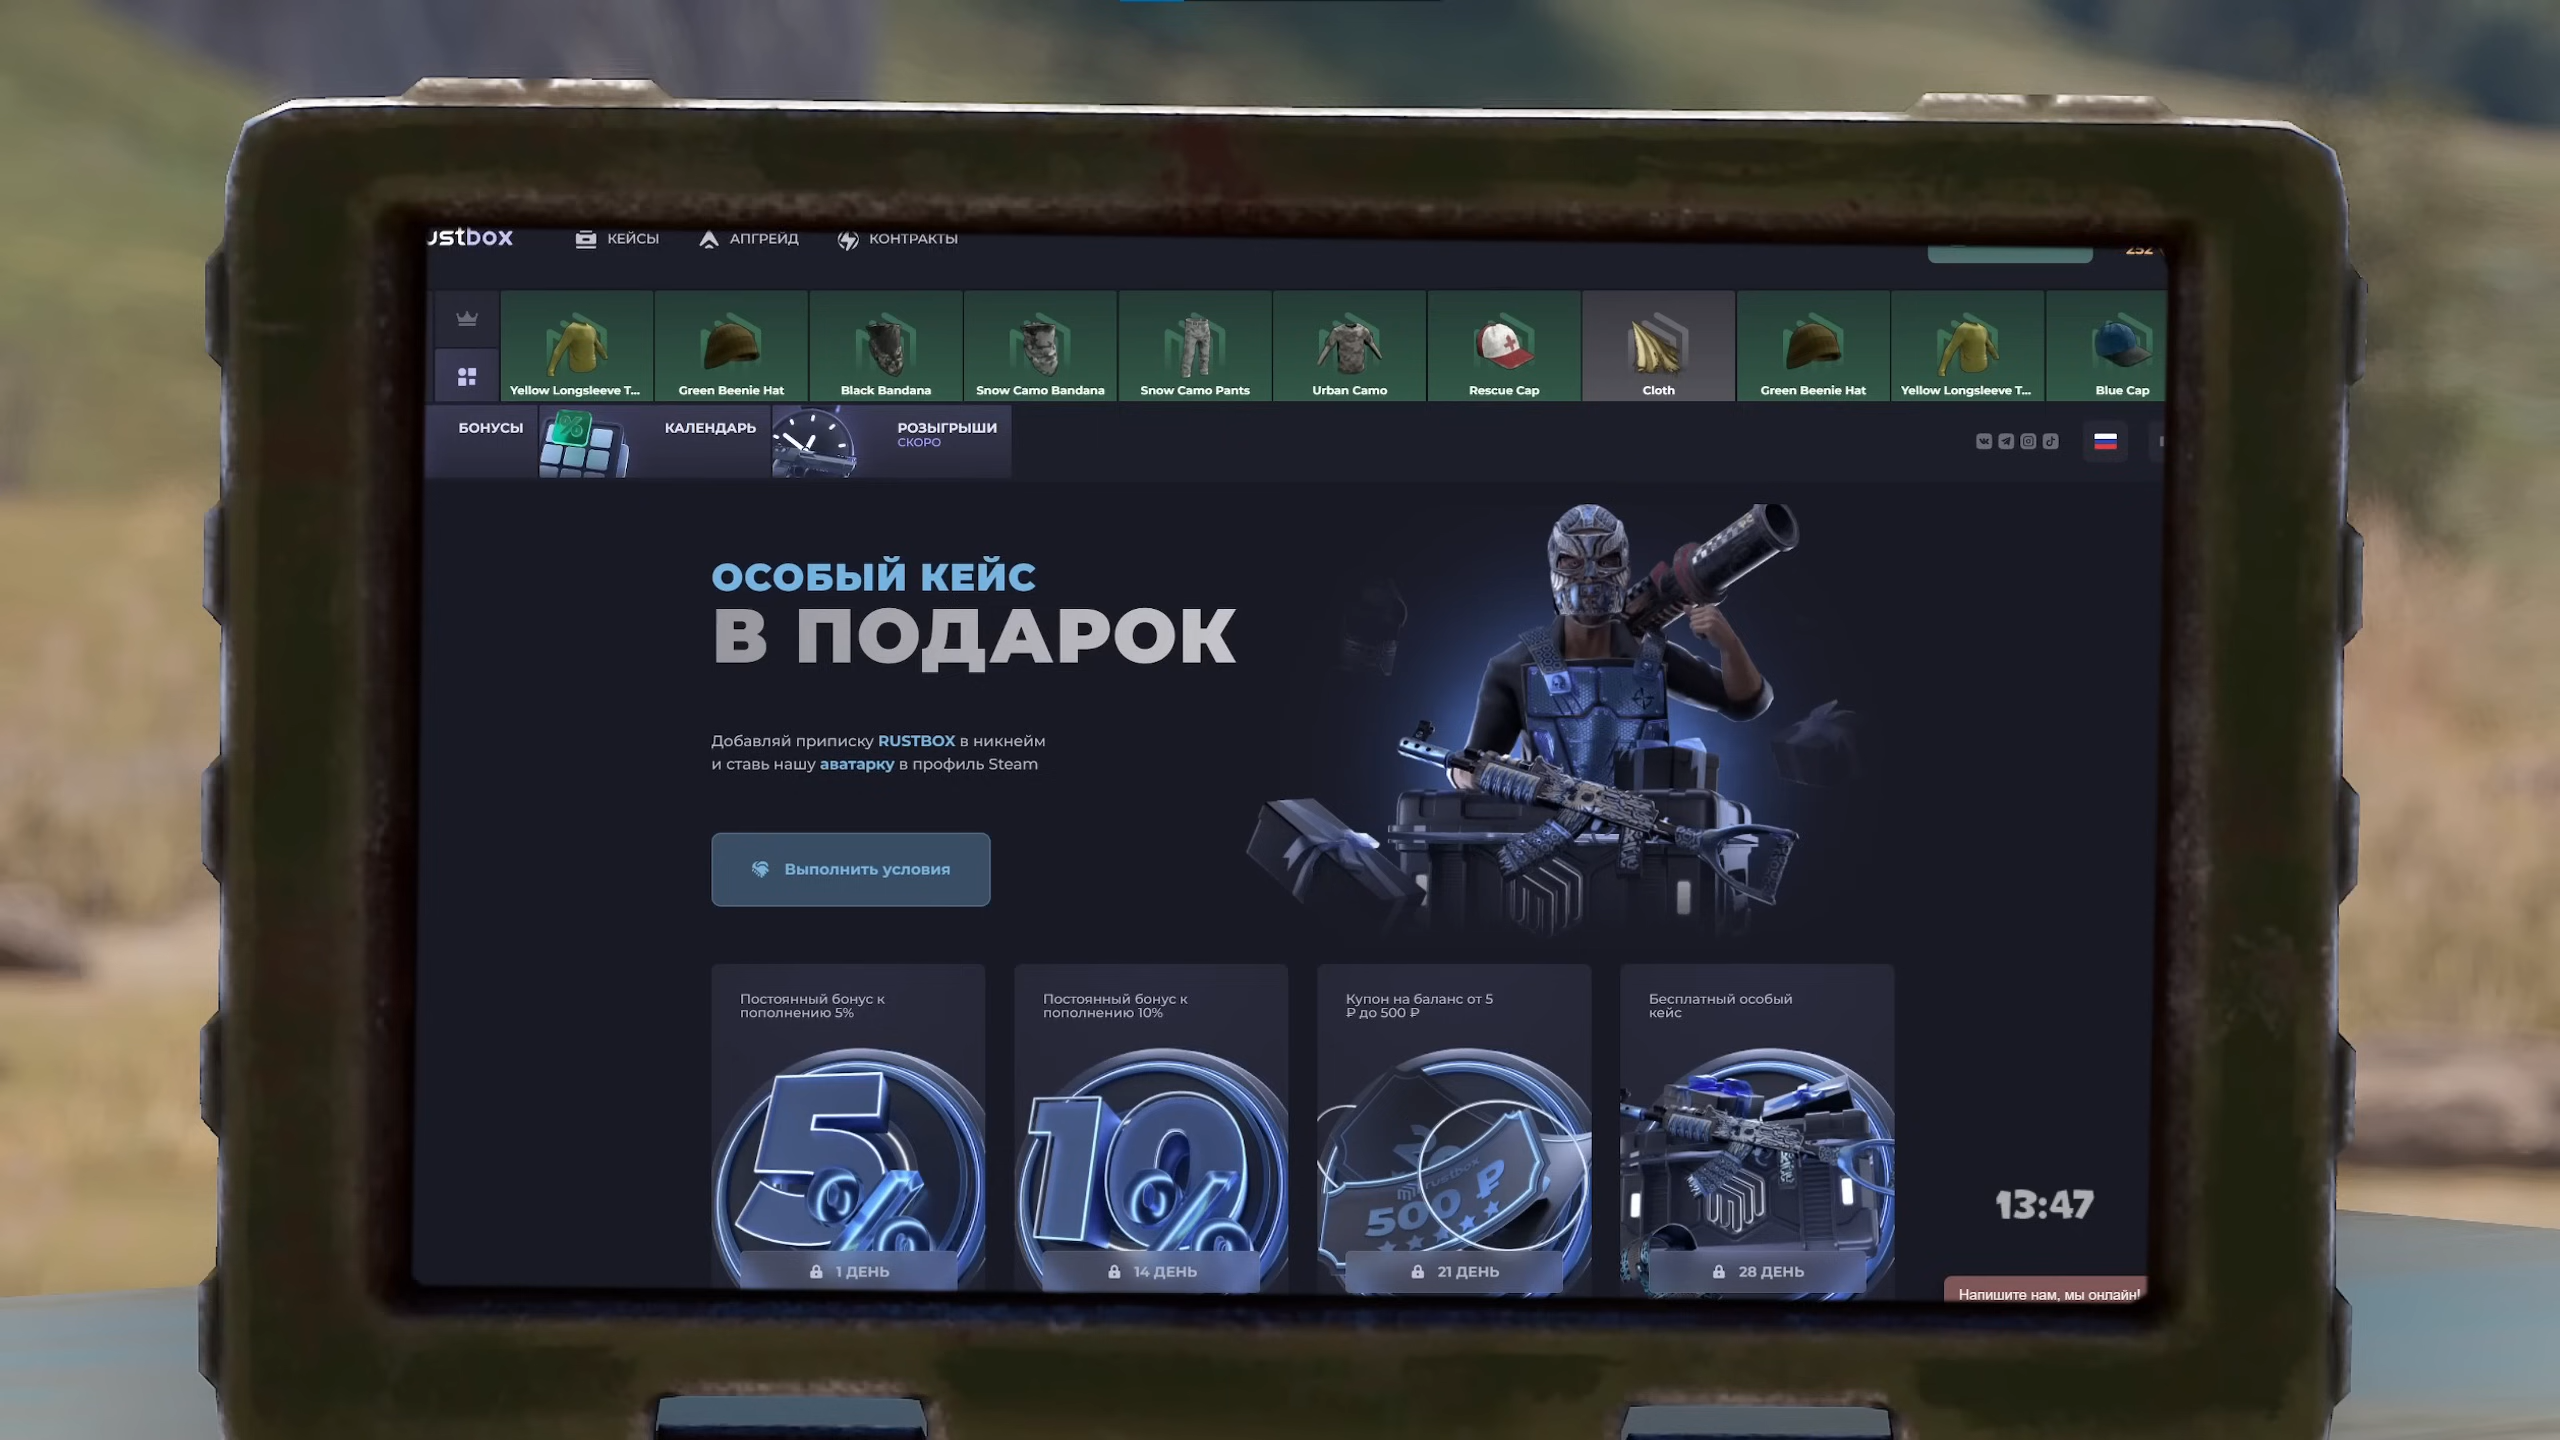 ustbox
КЕЙСЫ
АПГРЕЙД
КОНТРАКТЫ
252
Yellow Longsleeve T...
Green Beenie Hat
Black Bandana
Snow Camo Bandana
Snow Camo Pants
Urban Camo
Rescue Cap
Cloth
Green Beenie Hat
Yellow Longsleeve T...
Blue Cap
БОНУСЫ
%
КАЛЕНДАРЬ
РОЗЫГРЫШИ
СКОРО
ОСОБЫЙ КЕЙС
В ПОДАРОК
Добавляй приписку RUSTBOX в никнейм
и ставь нашу аватарку в профиль Steam
Выполнить условия
Постоянный бонус к
пополнению 5%
5%
1 ДЕНЬ
Постоянный бонус к
пополнению 10%
10%
14 ДЕНЬ
Купон на баланс от 5
₽ до 500 ₽
rustbox
500 ₽
21 ДЕНЬ
Бесплатный особый
кейс
28 ДЕНЬ
13:47
Напишите нам, мы онлайн!